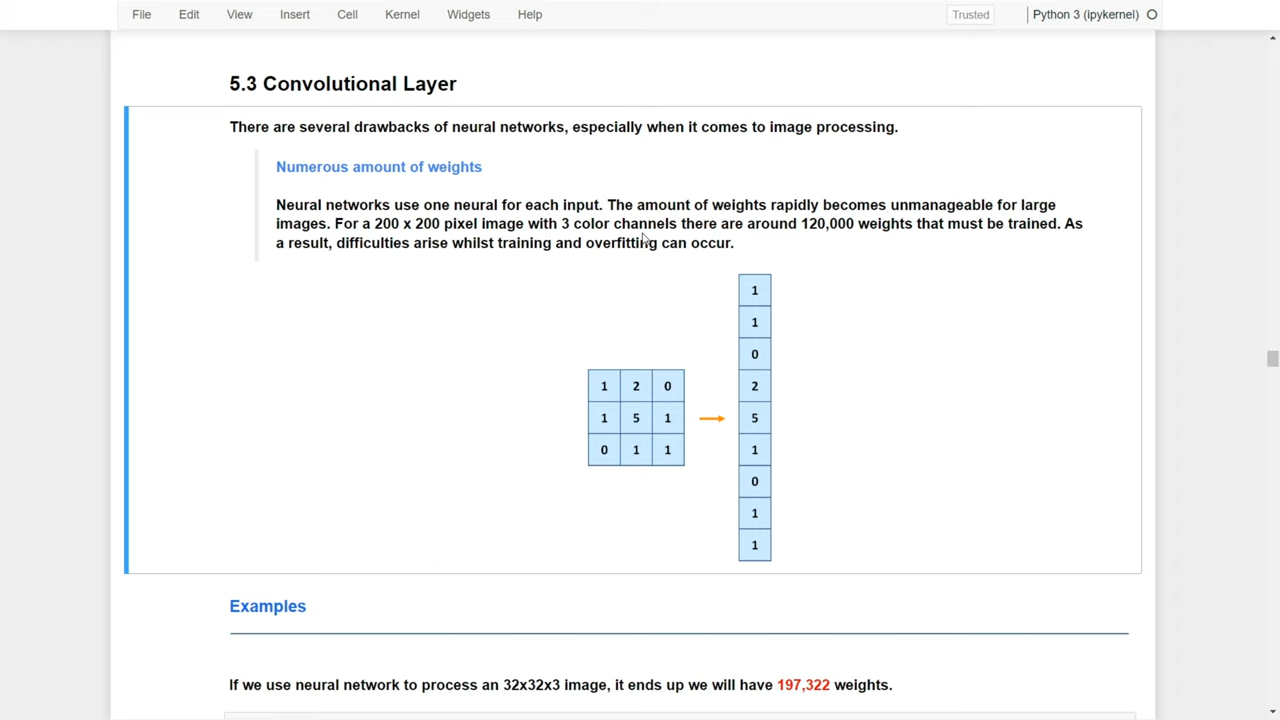 File Edit View Insert Cell Kernel Widgets Help Trusted Python 3 (ipykernel)
5.3 Convolutional Layer
There are several drawbacks of neural networks, especially when it comes to image processing.
Numerous amount of weights
Neural networks use one neural for each input. The amount of weights rapidly becomes unmanageable for large
images. For a 200 x 200 pixel image with 3 color channels there are around 120,000 weights that must be trained. As
a result, difficulties arise whilst training and overfitting can occur.
1 2 0
1 5 1
0 1 1
1
1
0
2
5
1
0
1
1
Examples
If we use neural network to process an 32x32x3 image, it ends up we will have 197,322 weights.